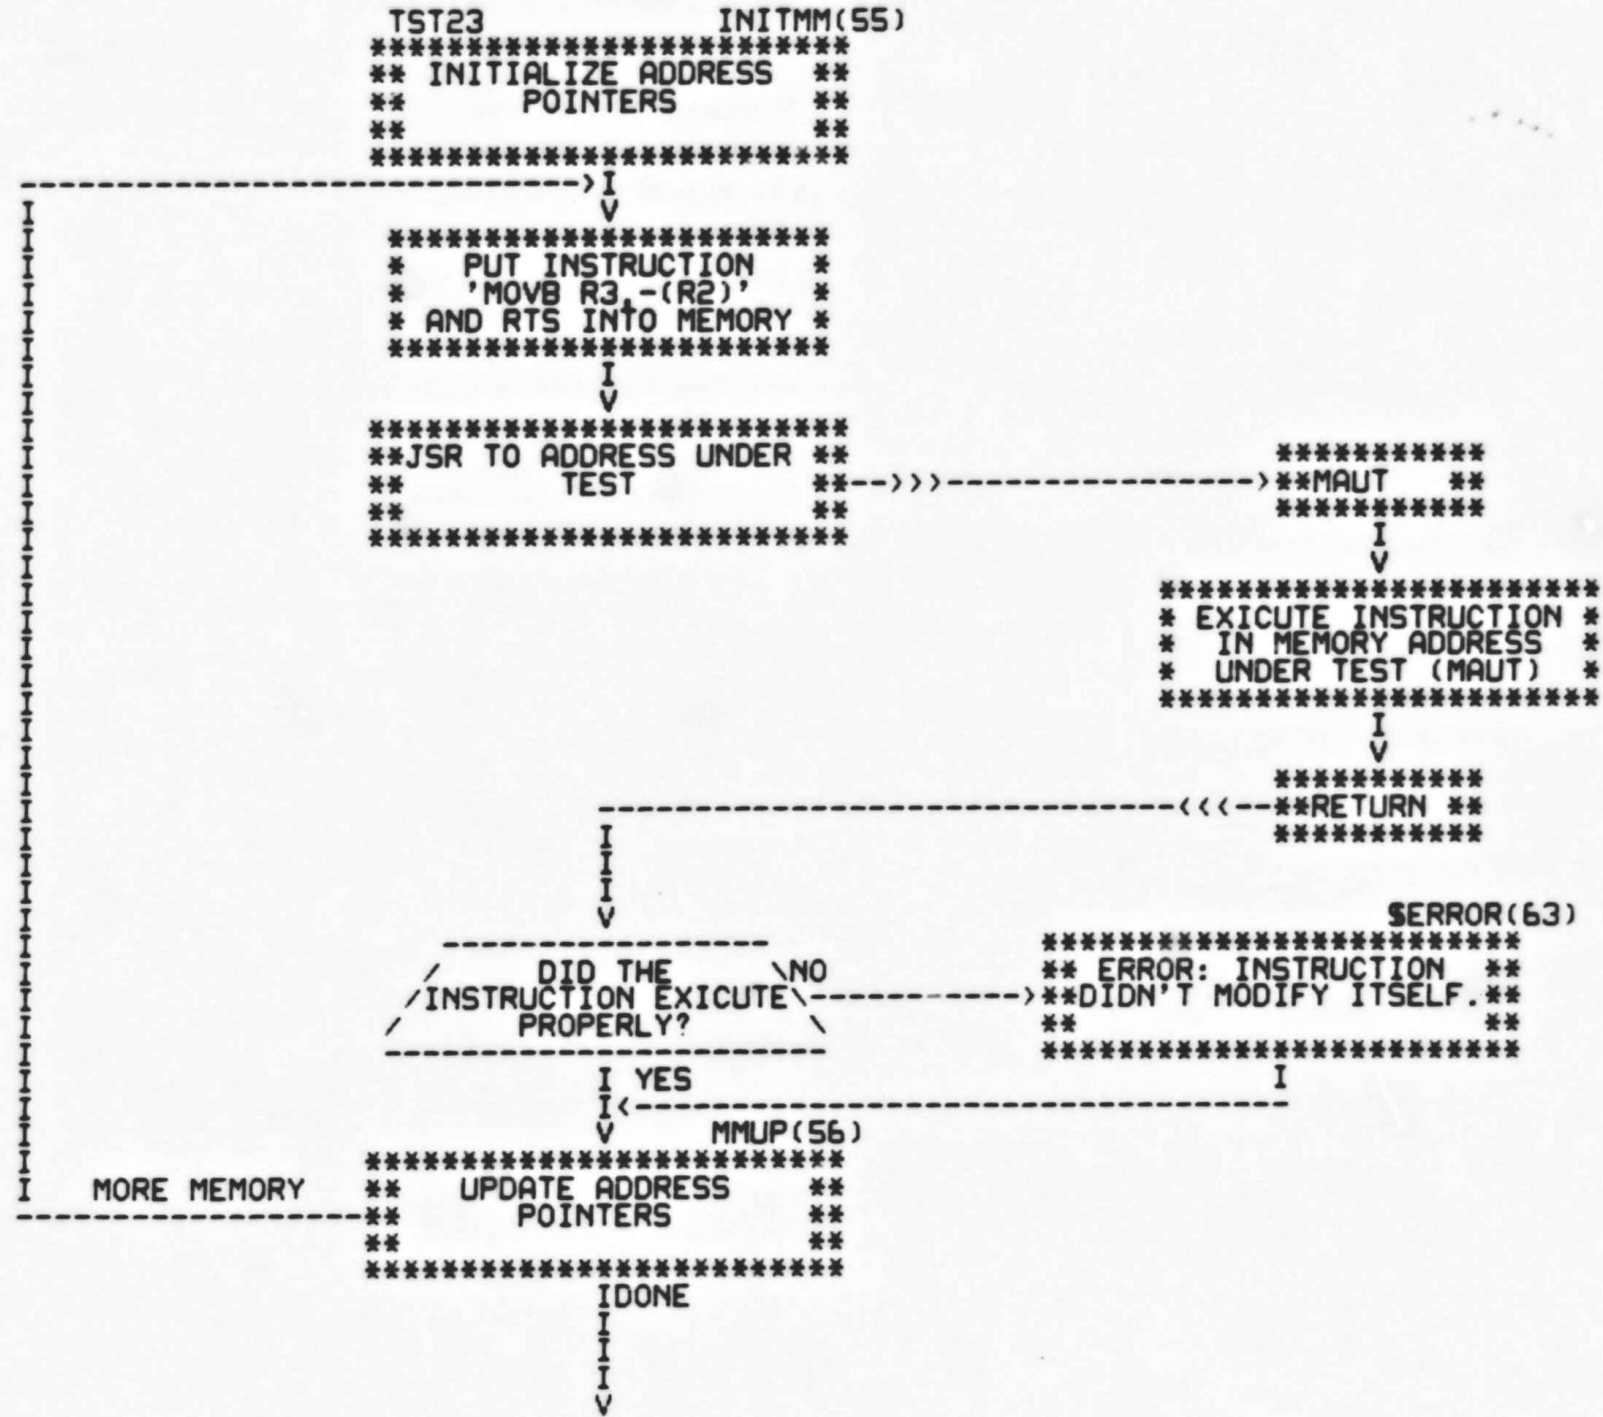 TST23 INITMM(55)
*************************
** INITIALIZE ADDRESS **
** POINTERS **
** **
*************************
----------------------------->I
V
***********************
* PUT INSTRUCTION *
* 'MOVB R3,-(R2)' *
* AND RTS INTO MEMORY *
***********************
I
V
*************************
**JSR TO ADDRESS UNDER **
** TEST **-->>>---------------->**MAUT **
** **
*************************
***********
***********
I
V
***********************
* EXICUTE INSTRUCTION *
* IN MEMORY ADDRESS *
* UNDER TEST (MAUT) *
***********************
I
V
***********
------------------------------<<<--**RETURN **
***********
I
I
I
V
$ERROR(63)
-----------------
/ DID THE \NO
/INSTRUCTION EXICUTE\----------->
/ PROPERLY? \
-----------------------
*************************
** ERROR: INSTRUCTION **
**DIDN'T MODIFY ITSELF.**
** **
*************************
I YES I
I<----------------------------------
V MMUP(56)
*************************
I MORE MEMORY ** UPDATE ADDRESS **
------------------** POINTERS **
** **
*************************
IDONE
I
I
I
V